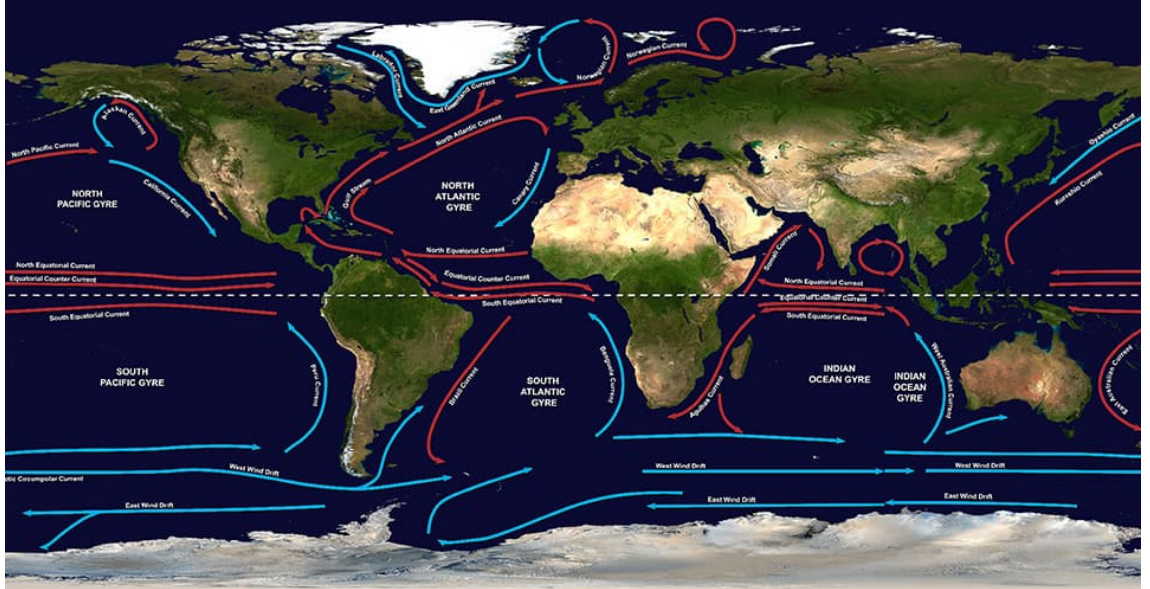 Labrador Current
East Greenland Current
Norwegian Current
Norwegian Current
Alaskan Current
North Pacific Current
North Atlantic Current
Oyashio Current
NORTH
PACIFIC GYRE
California Current
Gulf Stream
NORTH
ATLANTIC
GYRE
Canary Current
Kuroshio Current
North Equatorial Current
Equatorial Counter Current
South Equatorial Current
North Equatorial Current
Equatorial Counter Current
South Equatorial Current
Somali Current
North Equatorial Current
Equatorial Counter Current
South Equatorial Current
SOUTH
PACIFIC GYRE
Peru Current
Brazil Current
SOUTH
ATLANTIC
GYRE
Benguela Current
Agulhas Current
INDIAN
OCEAN GYRE
INDIAN
OCEAN
GYRE
West Australian Current
East Australian Current
West Wind Drift
tic Circumpolar Current
West Wind Drift
West Wind Drift
East Wind Drift
East Wind Drift
East Wind Drift